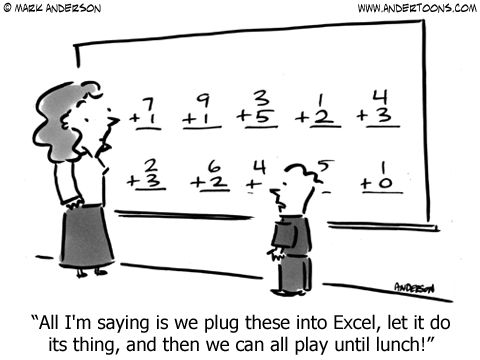 © MARK ANDERSON WWW.ANDERTOONS.COM
7 9 3 1 4
+1 +1 +5 +2 +3
2 6 4 5 1
+3 +2 + +0
ANDERSON
“All I'm saying is we plug these into Excel, let it do
its thing, and then we can all play until lunch!”